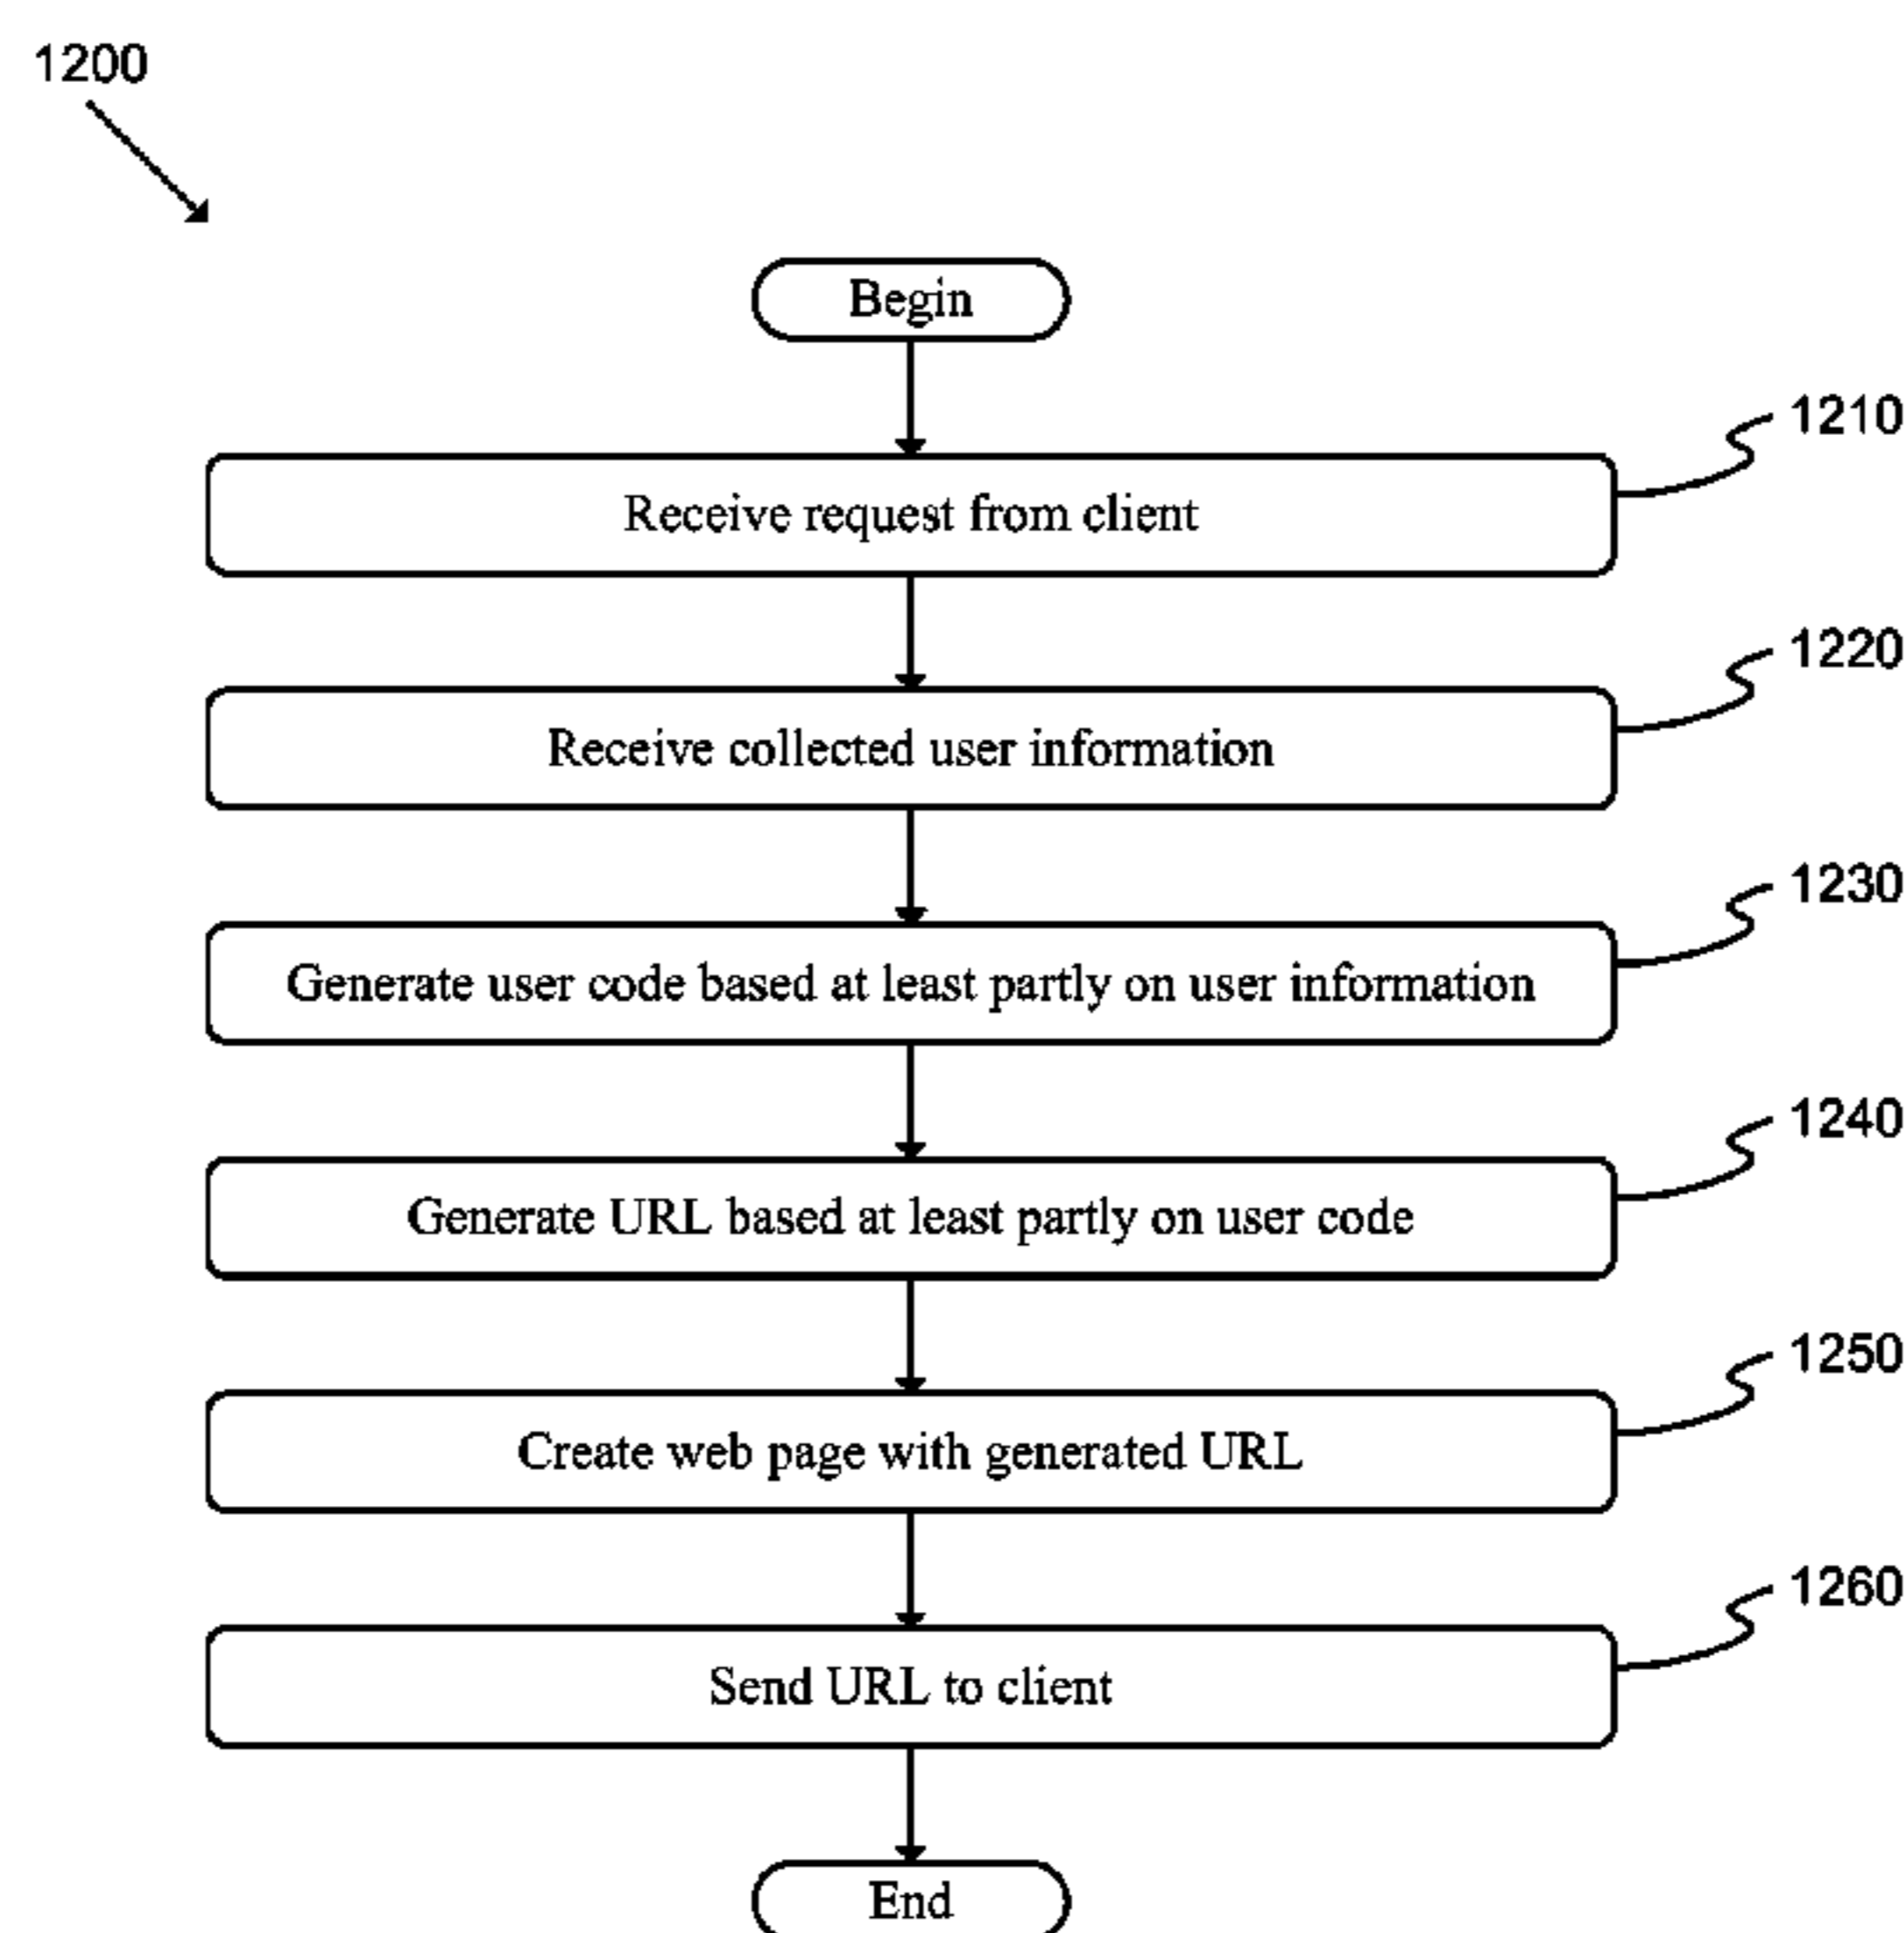 1200
Begin
1210
Receive request from client
1220
Receive collected user information
1230
Generate user code based at least partly on user information
1240
Generate URL based at least partly on user code
1250
Create web page with generated URL
1260
Send URL to client
End